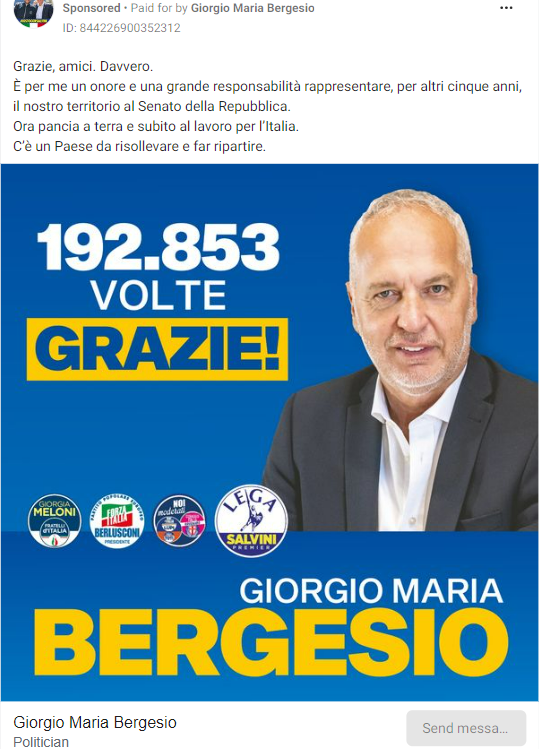 Sponsored • Paid for by Giorgio Maria Bergesio
ID: 844226900352312
Grazie, amici. Davvero.
È per me un onore e una grande responsabilità rappresentare, per altri cinque anni,
il nostro territorio al Senato della Repubblica.
Ora pancia a terra e subito al lavoro per l'Italia.
C'è un Paese da risollevare e far ripartire.
192.853
VOLTE
GRAZIE!
GIORGIA
MELONI
FRATELLI
d'ITALIA
PARTITO POPOLARE EUROPEO
FORZA
ITALIA
BERLUSCONI
PRESIDENTE
NOI
moderati
LEGA
SALVINI
PREMIER
GIORGIO MARIA
BERGESIO
Giorgio Maria Bergesio
Politician
Send messa...